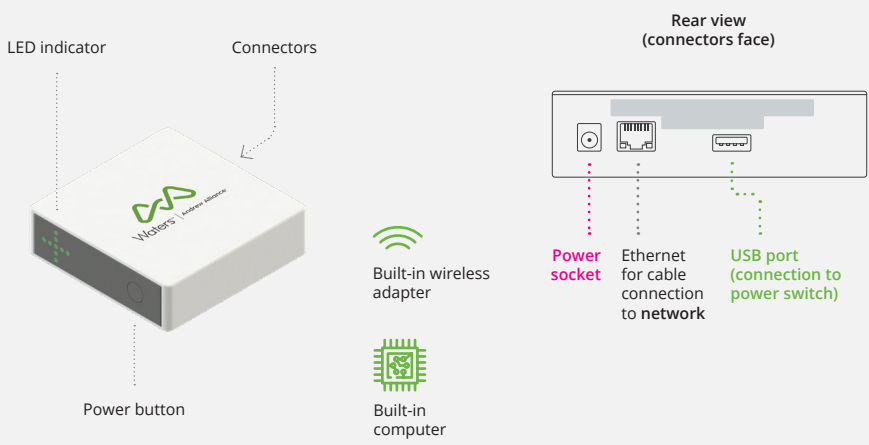 LED indicator
Connectors
Waters™ | Andrew Alliance
Power button
Built-in wireless
adapter
Built-in
computer
Rear view
(connectors face)
Power
socket
Ethernet
for cable
connection
to network
USB port
(connection to
power switch)